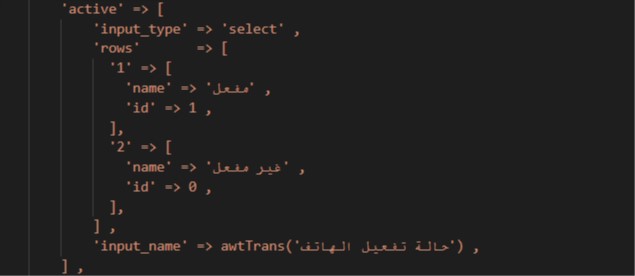 'active' => [
'input_type' => 'select' ,
'rows' => [
'1' => [
'name' => 'مفعل' ,
'id' => 1 ,
],
'2' => [
'name' => 'غير مفعل' ,
'id' => 0 ,
],
] ,
'input_name' => awtTrans('حالة تفعيل الهاتف') ,
] ,